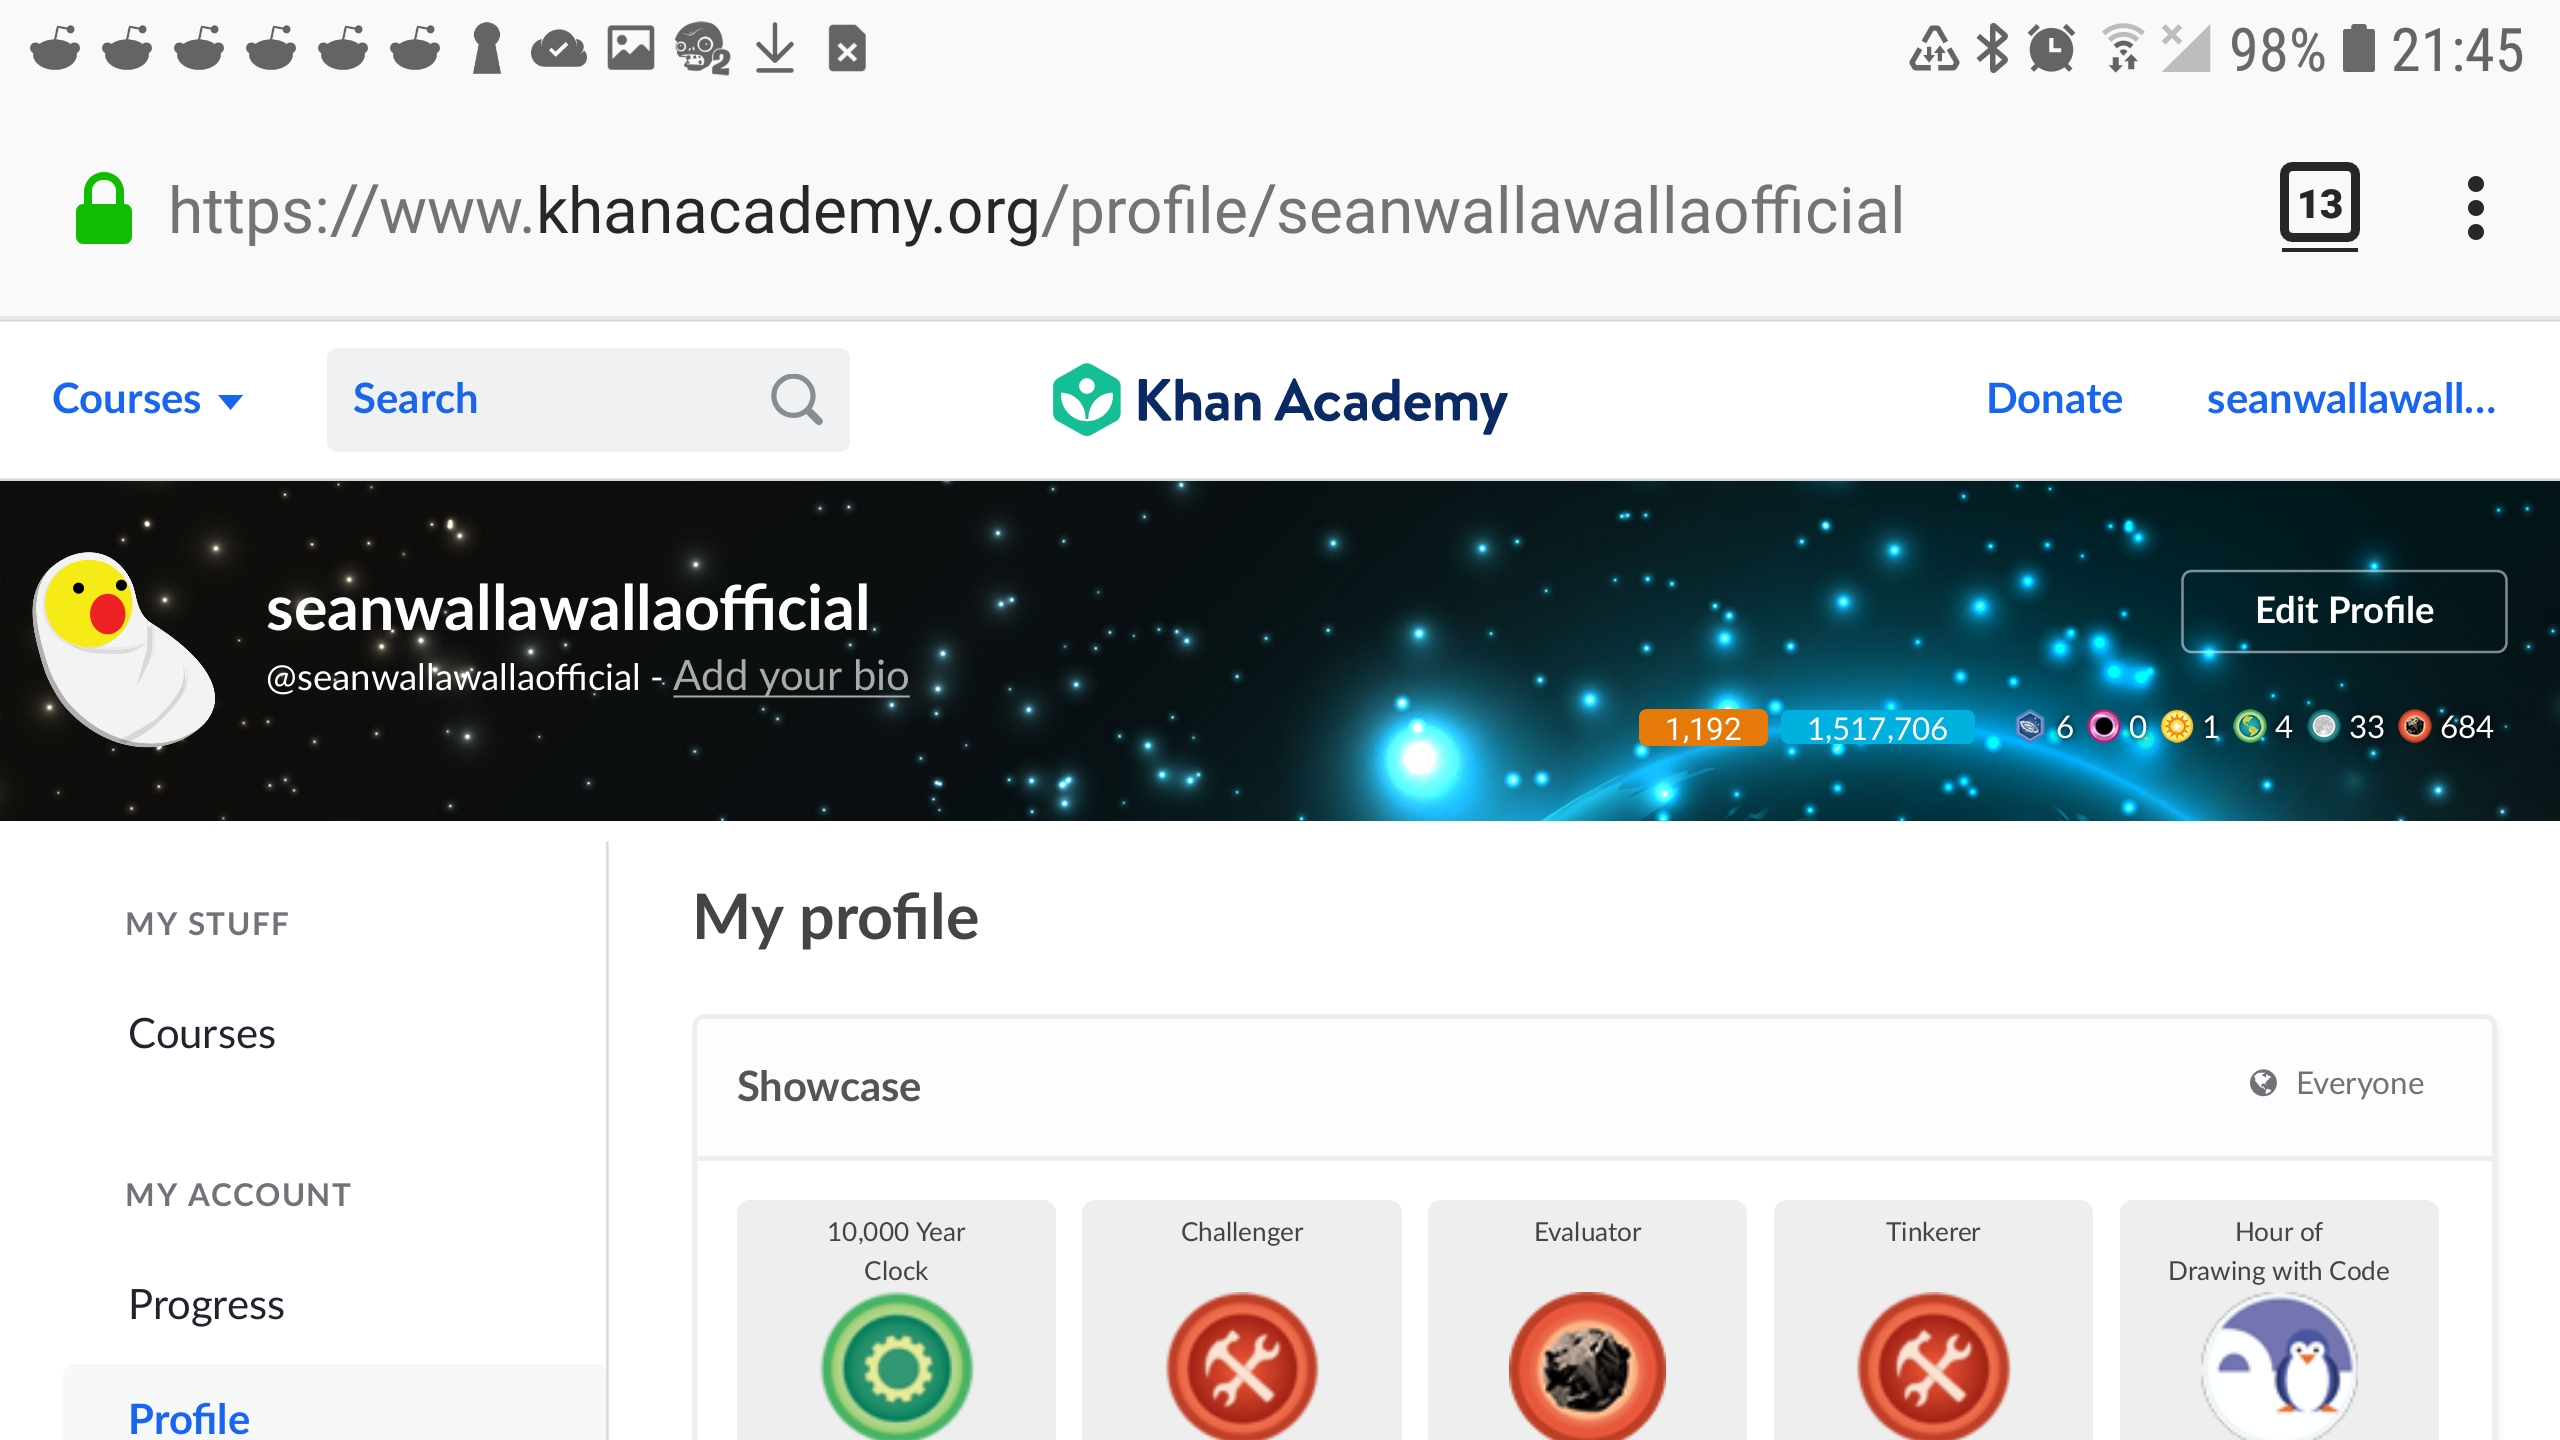 2
98% 21:45
https://www.khanacademy.org/profile/seanwallawallaofficial
13
Courses
Search
Khan Academy
Donate
seanwallawall...
seanwallawallaofficial
@seanwallawallaofficial - Add your bio
Edit Profile
1,192 1,517,706 6 0 1 4 33 684
MY STUFF
Courses
MY ACCOUNT
Progress
Profile
My profile
Showcase
Everyone
10,000 Year
Clock
Challenger
Evaluator
Tinkerer
Hour of
Drawing with Code